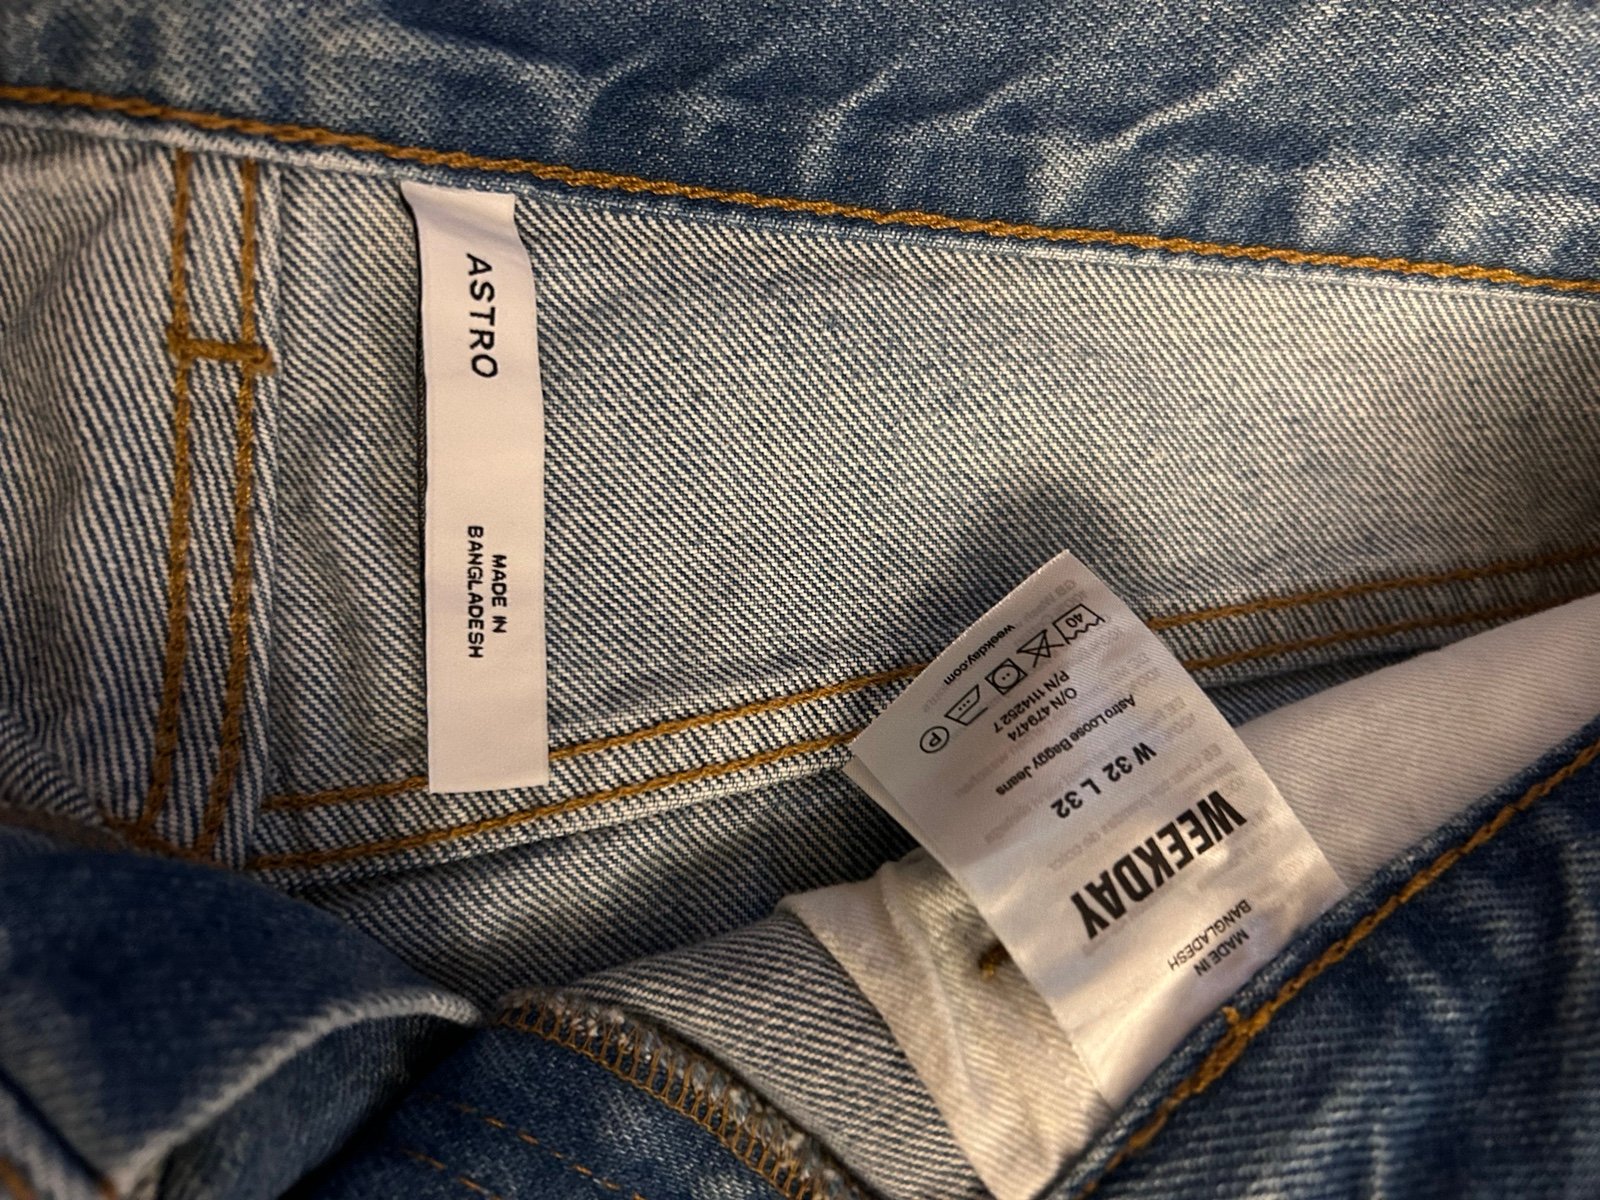 ASTRO
MADE IN
BANGLADESH
MADE IN
BANGLADESH
WEEKDAY
W 32 L 32
Astro Loose Baggy Jeans
O/N 479474
P/N 1114252 7
40
P
weekday.com